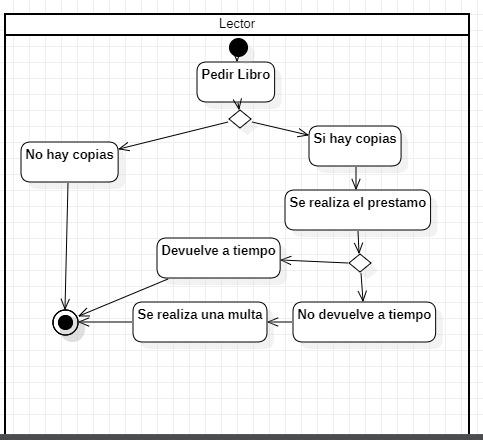 Lector
Pedir Libro
Si hay copias
No hay copias
Se realiza el prestamo
Devuelve a tiempo
Se realiza una multa
No devuelve a tiempo